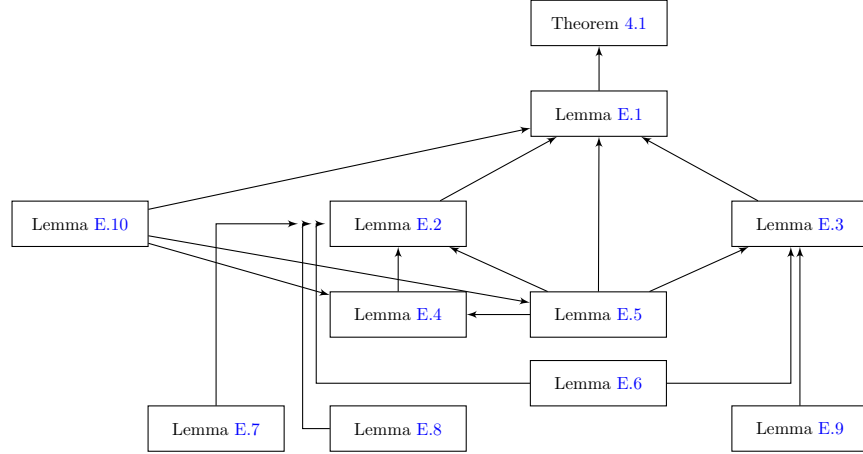 Theorem 4.1
Lemma E.1
Lemma E.10
Lemma E.2
Lemma E.3
Lemma E.4
Lemma E.5
Lemma E.6
Lemma E.7
Lemma E.8
Lemma E.9